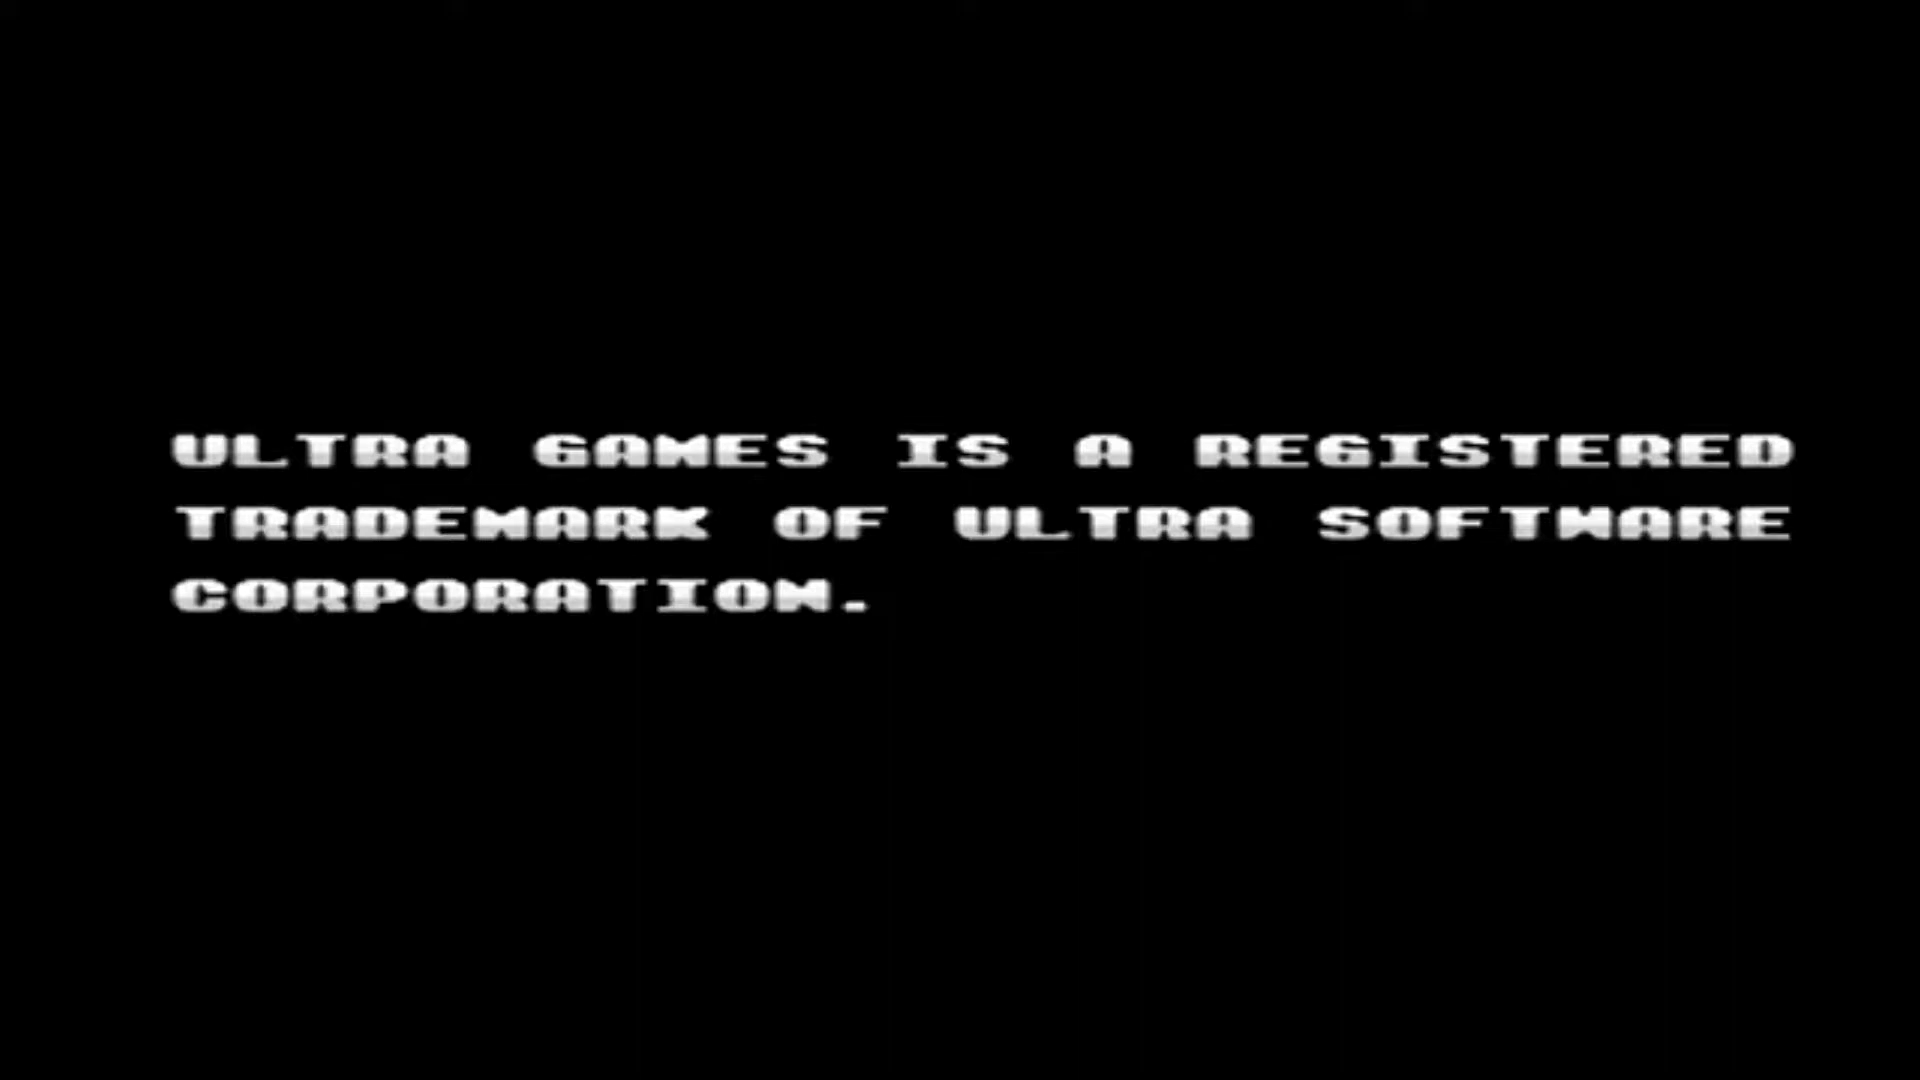 ULTRA GAMES IS A REGISTERED
TRADEMARK OF ULTRA SOFTWARE
CORPORATION.